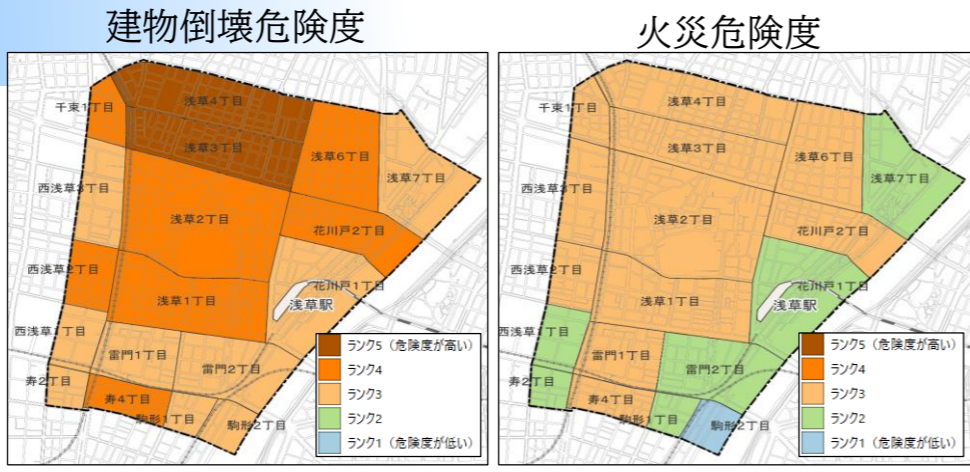 建物倒壊危険度
千束1丁目
浅草4丁目
浅草3丁目
浅草6丁目
浅草7丁目
西浅草3丁目
浅草2丁目
花川戸2丁目
西浅草2丁目
花川戸1丁目
浅草1丁目
浅草駅
西浅草1丁目
雷門1丁目
雷門2丁目
寿2丁目
寿4丁目
駒形1丁目
駒形2丁目
ランク5（危険度が高い）
ランク4
ランク3
ランク2
ランク1（危険度が低い）
火災危険度
千束1丁目
浅草4丁目
浅草3丁目
浅草6丁目
浅草7丁目
西浅草3丁目
浅草2丁目
花川戸2丁目
西浅草2丁目
花川戸1丁目
浅草1丁目
浅草駅
西浅草1丁目
雷門1丁目
雷門2丁目
寿2丁目
寿4丁目
駒形1丁目
駒形2丁目
ランク5（危険度が高い）
ランク4
ランク3
ランク2
ランク1（危険度が低い）